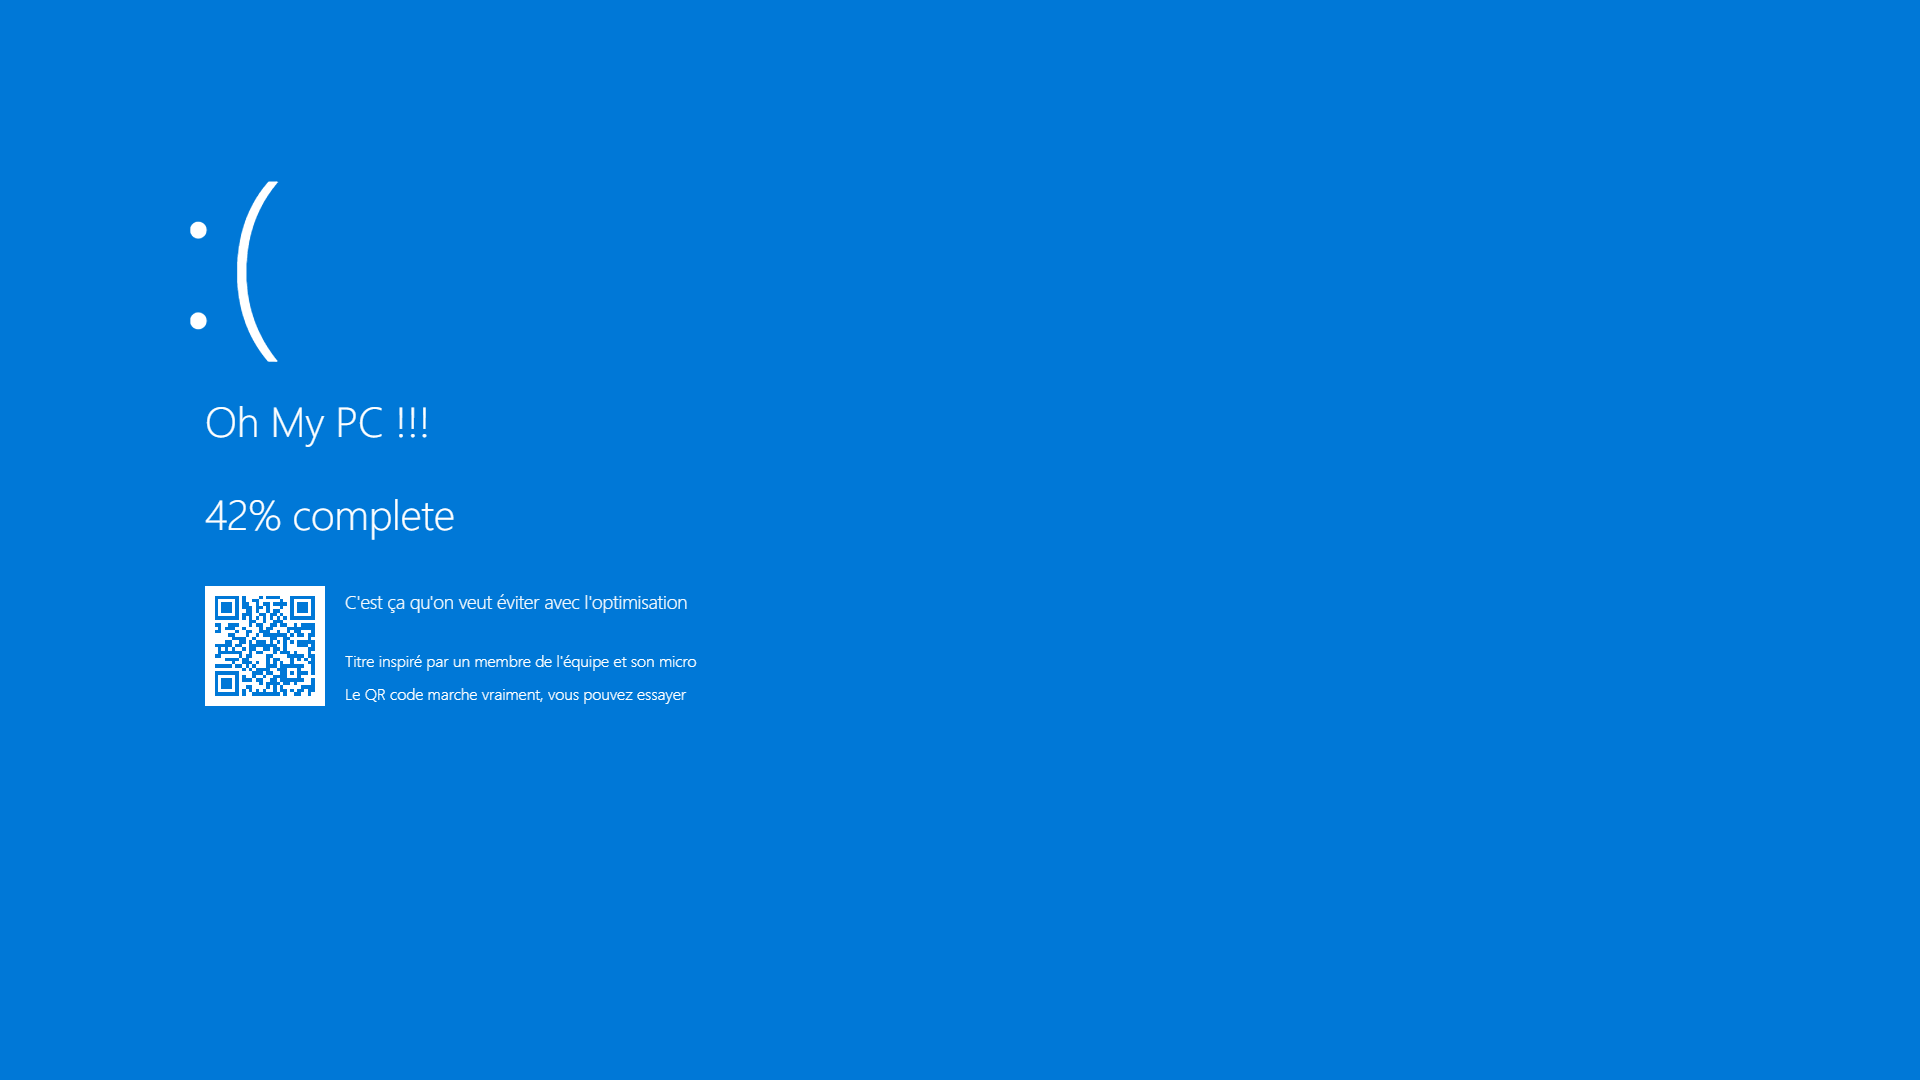 :(
Oh My PC !!!
42% complete
C'est ça qu'on veut éviter avec l'optimisation
Titre inspiré par un membre de l'équipe et son micro
Le QR code marche vraiment, vous pouvez essayer